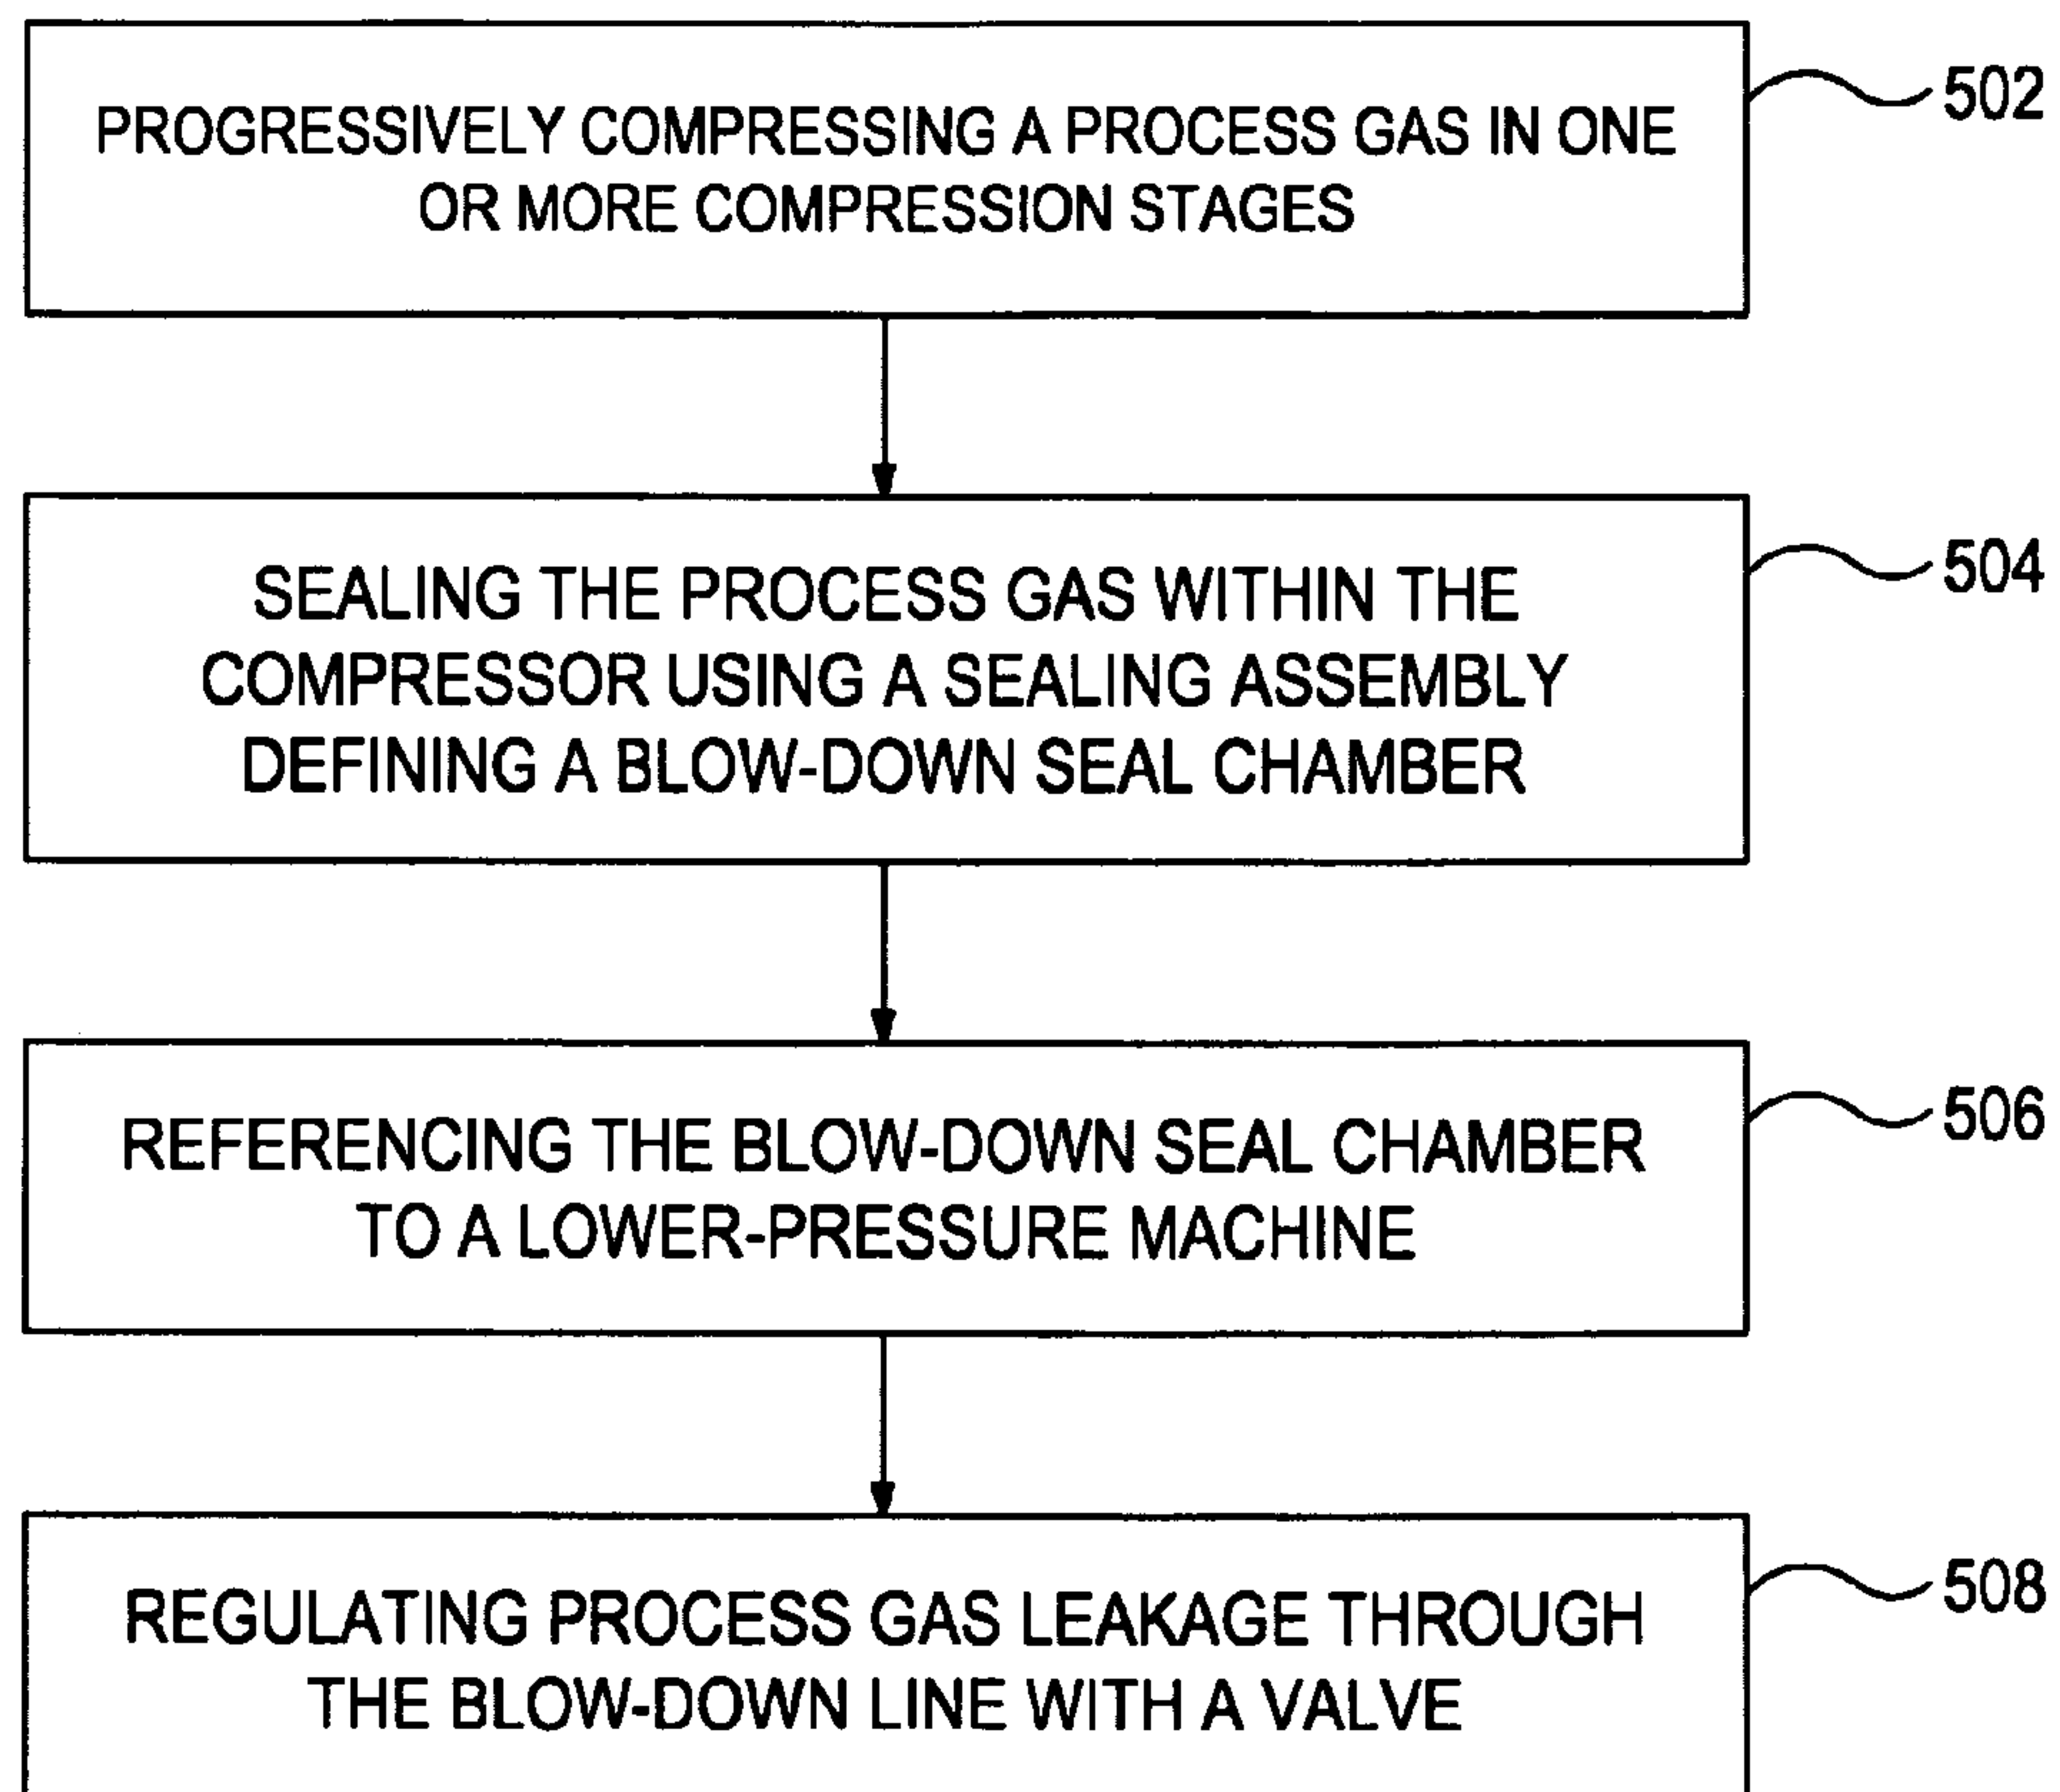 PROGRESSIVELY COMPRESSING A PROCESS GAS IN ONE
OR MORE COMPRESSION STAGES
502
SEALING THE PROCESS GAS WITHIN THE
COMPRESSOR USING A SEALING ASSEMBLY
DEFINING A BLOW-DOWN SEAL CHAMBER
504
REFERENCING THE BLOW-DOWN SEAL CHAMBER
TO A LOWER-PRESSURE MACHINE
506
REGULATING PROCESS GAS LEAKAGE THROUGH
THE BLOW-DOWN LINE WITH A VALVE
508